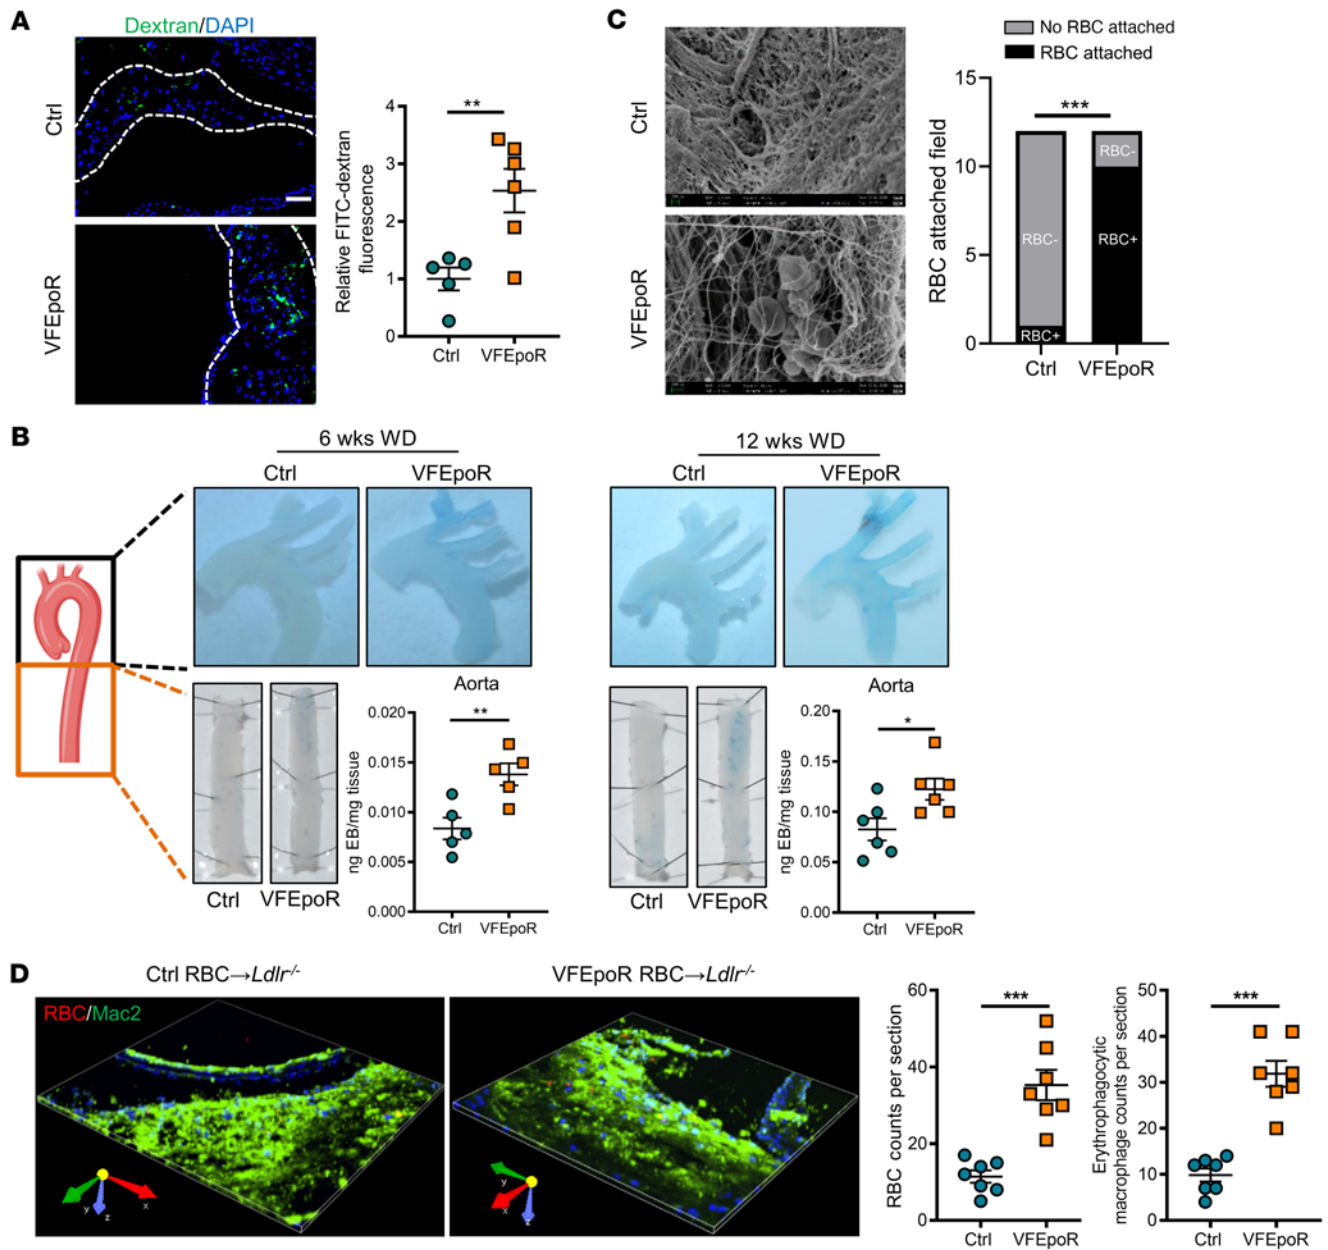 A
Dextran/DAPI
Ctrl
VFEpoR
Relative FITC-dextran
fluorescence
4
3
2
1
0
**
Ctrl
VFEpoR
C
Ctrl
VFEpoR
No RBC attached
RBC attached
RBC attached field
15
10
5
0
***
RBC-
RBC+
RBC-
RBC+
Ctrl
VFEpoR
B
6 wks WD
Ctrl
VFEpoR
12 wks WD
Ctrl
VFEpoR
Ctrl
VFEpoR
Aorta
ng EB/mg tissue
0.020
0.015
0.010
0.005
0.000
**
Ctrl
VFEpoR
Ctrl
VFEpoR
Aorta
ng EB/mg tissue
0.20
0.15
0.10
0.05
0.00
*
Ctrl
VFEpoR
D
Ctrl RBC→Ldlr-/-
VFEpoR RBC→Ldlr-/-
RBC/Mac2
y
z
x
y
x
z
RBC counts per section
60
40
20
0
***
Ctrl
VFEpoR
Erythrophagocytic
macrophage counts per section
50
40
30
20
10
0
***
Ctrl
VFEpoR